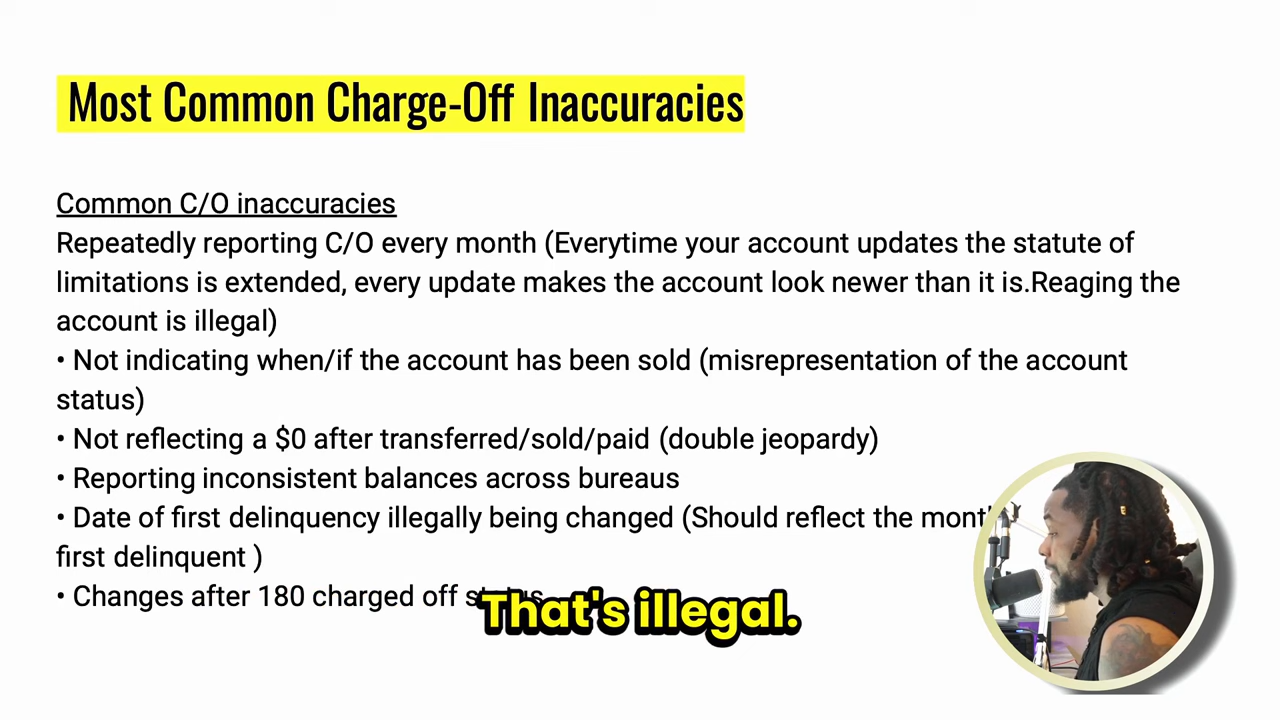 Most Common Charge-Off Inaccuracies
Common C/O inaccuracies
Repeatedly reporting C/O every month (Everytime your account updates the statute of
limitations is extended, every update makes the account look newer than it is.Reaging the
account is illegal)
• Not indicating when/if the account has been sold (misrepresentation of the account
status)
• Not reflecting a $0 after transferred/sold/paid (double jeopardy)
• Reporting inconsistent balances across bureaus
• Date of first delinquency illegally being changed (Should reflect the month
first delinquent )
• Changes after 180 charged off status
That's illegal.